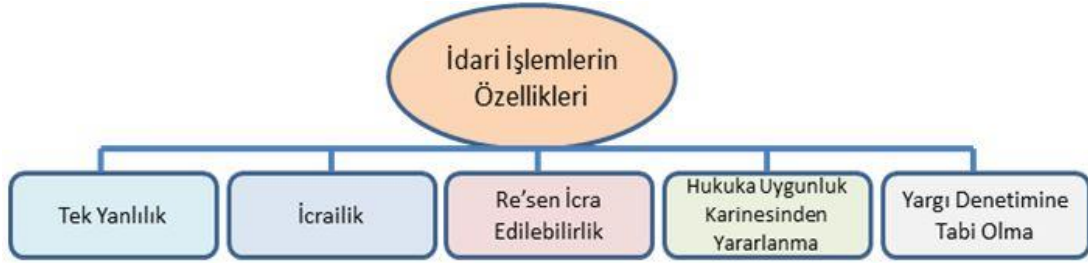 İdari İşlemlerin
Özellikleri
Tek Yanlılık
İcrailik
Re'sen İcra
Edilebilirlik
Hukuka Uygunluk
Karinesinden
Yararlanma
Yargı Denetimine
Tabi Olma